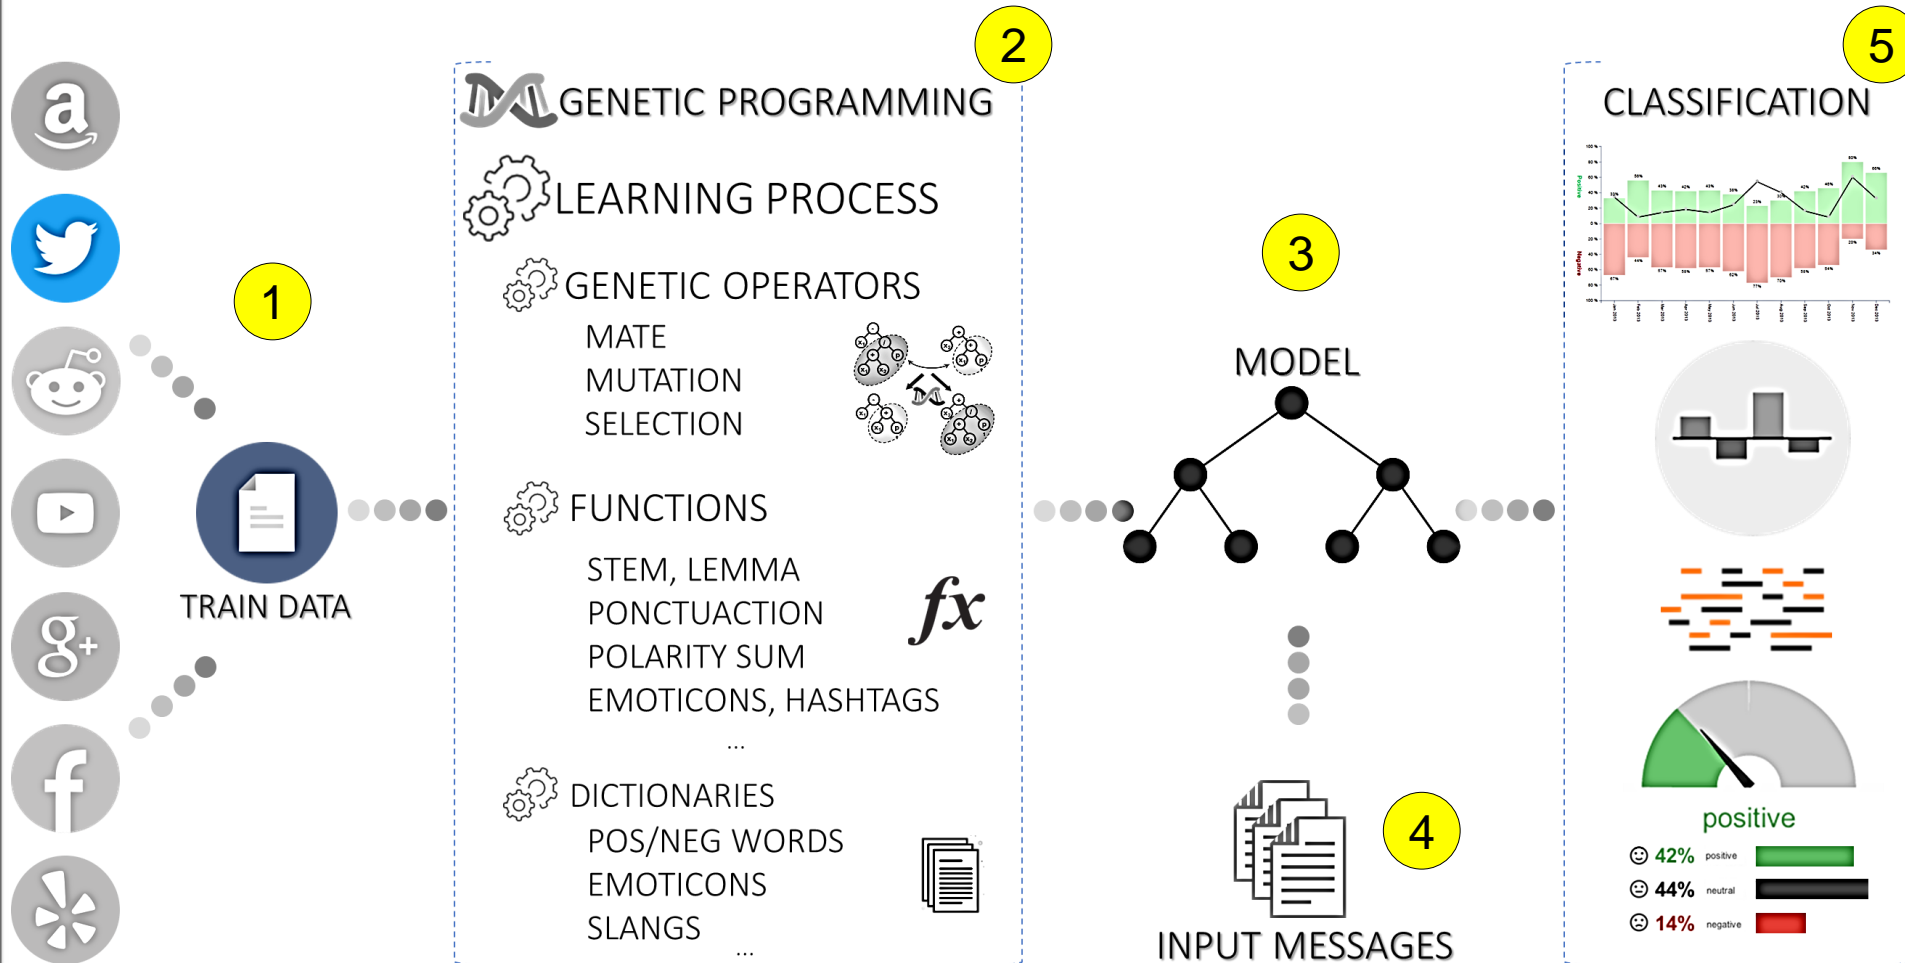 1
TRAIN DATA
2
GENETIC PROGRAMMING
LEARNING PROCESS
GENETIC OPERATORS
MATE
MUTATION
SELECTION
FUNCTIONS
STEM, LEMMA
PONCTUACTION
POLARITY SUM
EMOTICONS, HASHTAGS
...
fx
DICTIONARIES
POS/NEG WORDS
EMOTICONS
SLANGS
...
3
MODEL
4
INPUT MESSAGES
5
CLASSIFICATION
Positive
Negative
positive
42% positive
44% neutral
14% negative